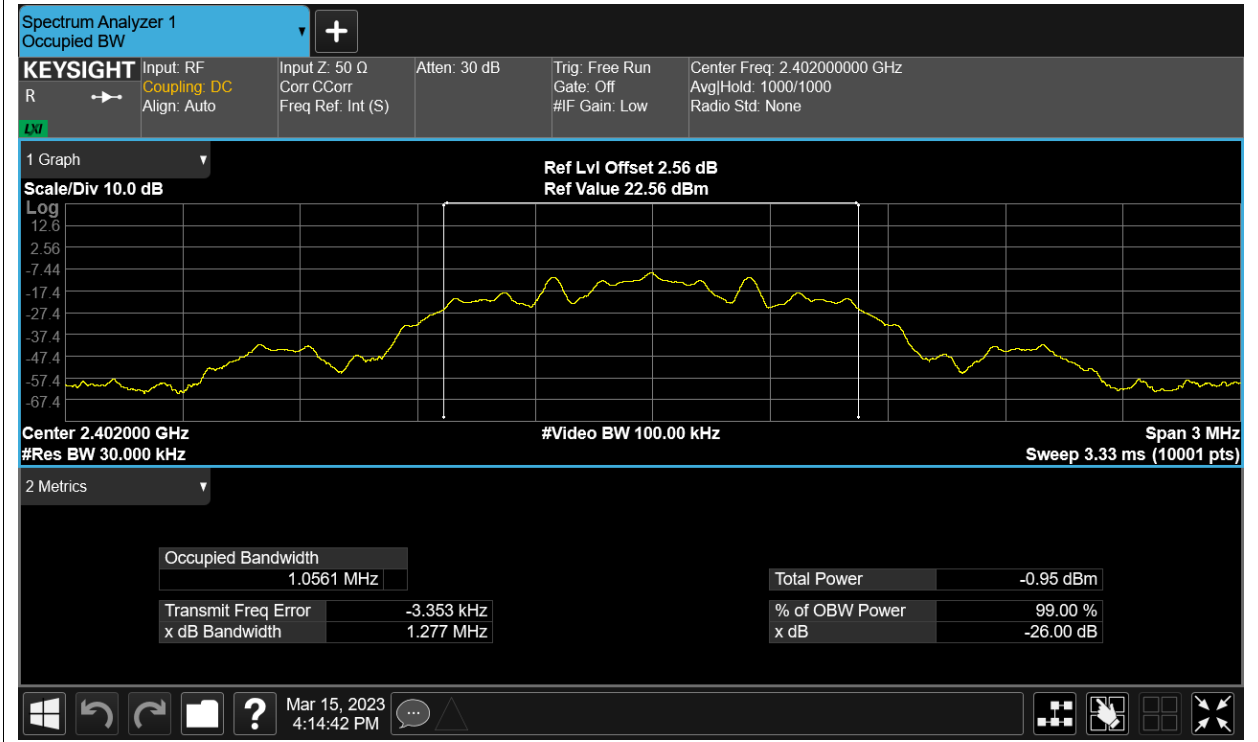 Spectrum Analyzer 1
Occupied BW
KEYSIGHT
R
LXI
Input: RF
Coupling: DC
Align: Auto
Input Z: 50 Ω
Corr CCorr
Freq Ref: Int (S)
Atten: 30 dB
Trig: Free Run
Gate: Off
#IF Gain: Low
Center Freq: 2.402000000 GHz
Avg|Hold: 1000/1000
Radio Std: None
1 Graph
Scale/Div 10.0 dB
Ref Lvl Offset 2.56 dB
Ref Value 22.56 dBm
Log
12.6
2.56
-7.44
-17.4
-27.4
-37.4
-47.4
-57.4
-67.4
Center 2.402000 GHz
#Res BW 30.000 kHz
#Video BW 100.00 kHz
Span 3 MHz
Sweep 3.33 ms (10001 pts)
2 Metrics
Occupied Bandwidth
1.0561 MHz
Transmit Freq Error -3.353 kHz
x dB Bandwidth 1.277 MHz
Total Power -0.95 dBm
% of OBW Power 99.00 %
x dB -26.00 dB
Mar 15, 2023
4:14:42 PM